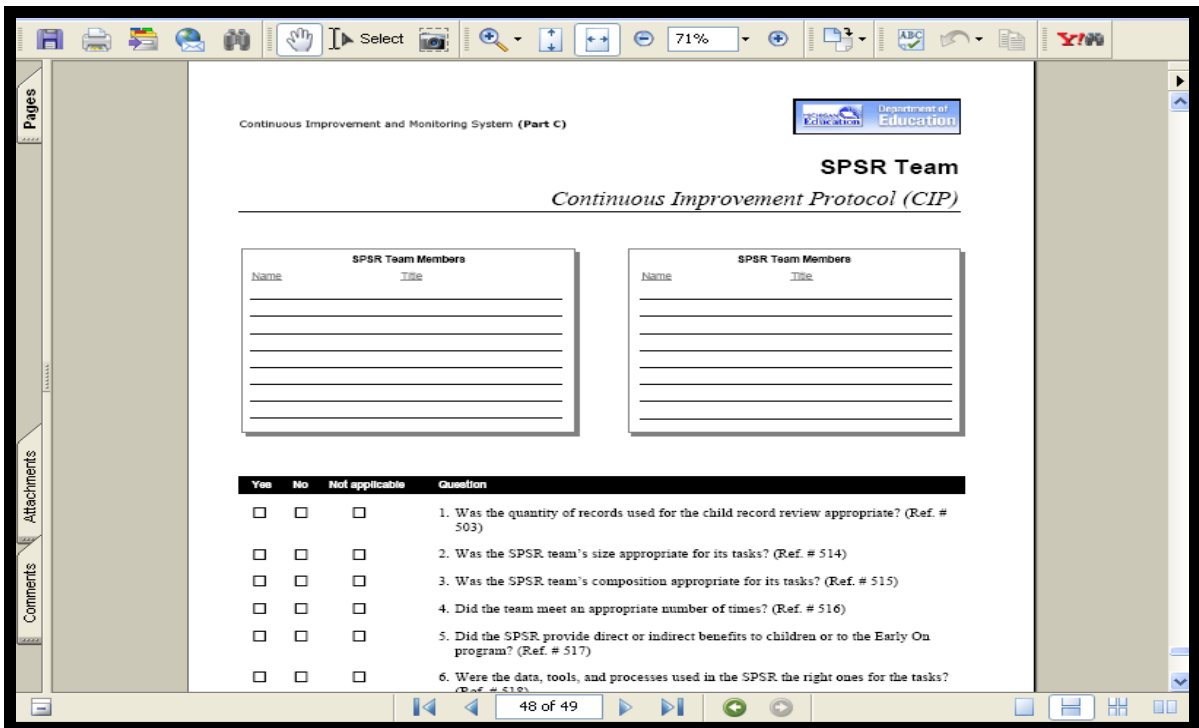 Select
71%
ABC
Y!
Pages
Attachments
Comments
Continuous Improvement and Monitoring System (Part C)
MICHIGAN
Education
Department of
Education
SPSR Team
Continuous Improvement Protocol (CIP)
SPSR Team Members
Name Title
SPSR Team Members
Name Title
Yes No Not applicable Question
1. Was the quantity of records used for the child record review appropriate? (Ref. #
503)
2. Was the SPSR team's size appropriate for its tasks? (Ref. # 514)
3. Was the SPSR team's composition appropriate for its tasks? (Ref. # 515)
4. Did the team meet an appropriate number of times? (Ref. # 516)
5. Did the SPSR provide direct or indirect benefits to children or to the Early On
program? (Ref. # 517)
6. Were the data, tools, and processes used in the SPSR the right ones for the tasks?
(Ref. # 518)
48 of 49